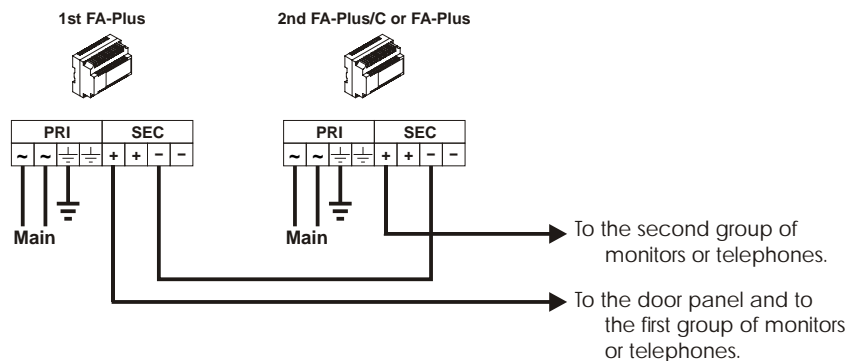 1st FA-Plus
2nd FA-Plus/C or FA-Plus
PRI SEC
~ ~ + + − −
Main
PRI SEC
~ ~ + + − −
Main
To the second group of
monitors or telephones.
To the door panel and to
the first group of monitors
or telephones.